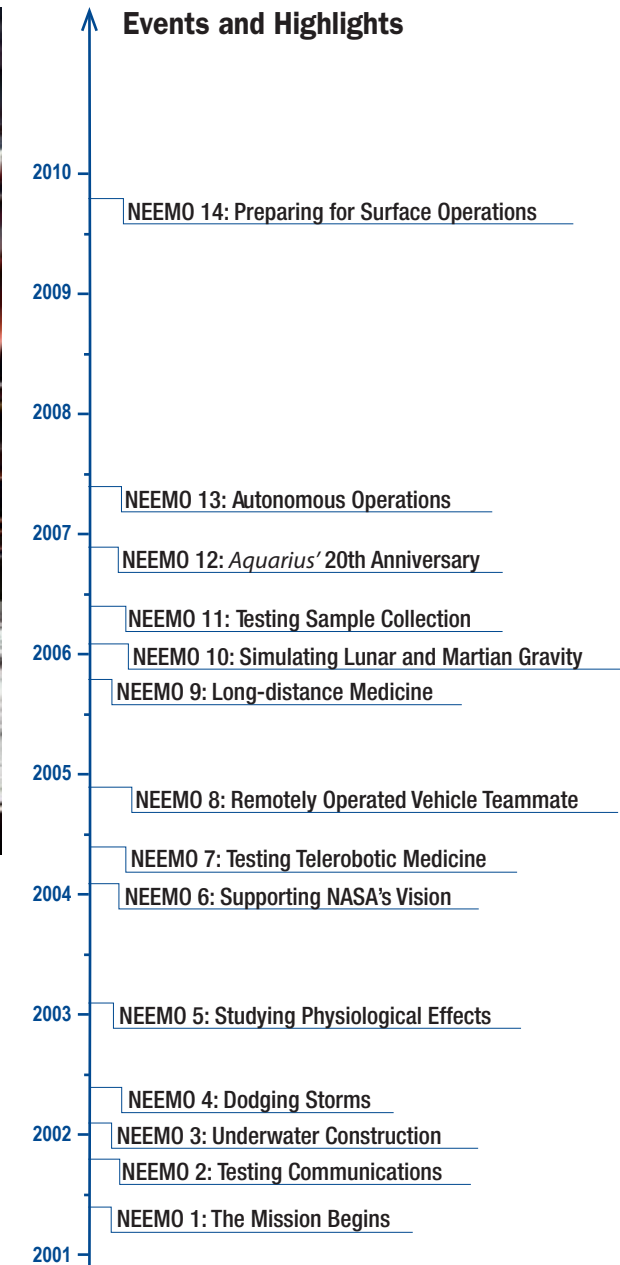 Events and Highlights
2010
NEEMO 14: Preparing for Surface Operations
2009
2008
NEEMO 13: Autonomous Operations
2007
NEEMO 12: Aquarius' 20th Anniversary
NEEMO 11: Testing Sample Collection
2006
NEEMO 10: Simulating Lunar and Martian Gravity
NEEMO 9: Long-distance Medicine
2005
NEEMO 8: Remotely Operated Vehicle Teammate
NEEMO 7: Testing Telerobotic Medicine
2004
NEEMO 6: Supporting NASA's Vision
2003
NEEMO 5: Studying Physiological Effects
NEEMO 4: Dodging Storms
2002
NEEMO 3: Underwater Construction
NEEMO 2: Testing Communications
NEEMO 1: The Mission Begins
2001